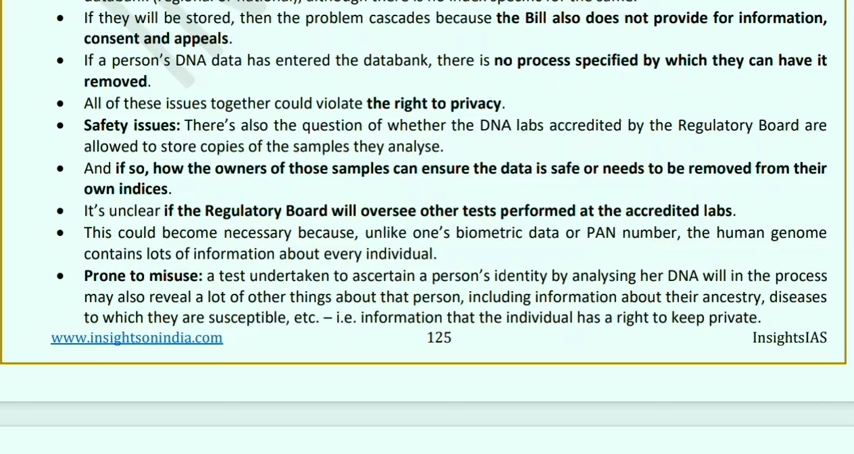 • If they will be stored, then the problem cascades because the Bill also does not provide for information,
consent and appeals.
• If a person's DNA data has entered the databank, there is no process specified by which they can have it
removed.
• All of these issues together could violate the right to privacy.
• Safety issues: There's also the question of whether the DNA labs accredited by the Regulatory Board are
allowed to store copies of the samples they analyse.
• And if so, how the owners of those samples can ensure the data is safe or needs to be removed from their
own indices.
• It's unclear if the Regulatory Board will oversee other tests performed at the accredited labs.
• This could become necessary because, unlike one's biometric data or PAN number, the human genome
contains lots of information about every individual.
• Prone to misuse: a test undertaken to ascertain a person's identity by analysing her DNA will in the process
may also reveal a lot of other things about that person, including information about their ancestry, diseases
to which they are susceptible, etc. – i.e. information that the individual has a right to keep private.
www.insightsonindia.com 125 InsightsIAS